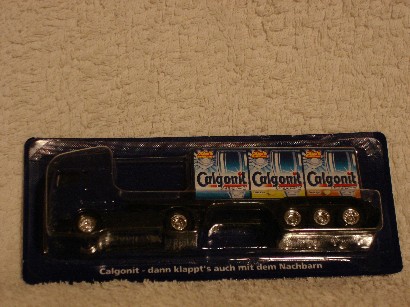 Calgonit Calgonit Calgonit
Calgonit - dann klappt's auch mit dem Nachbarn